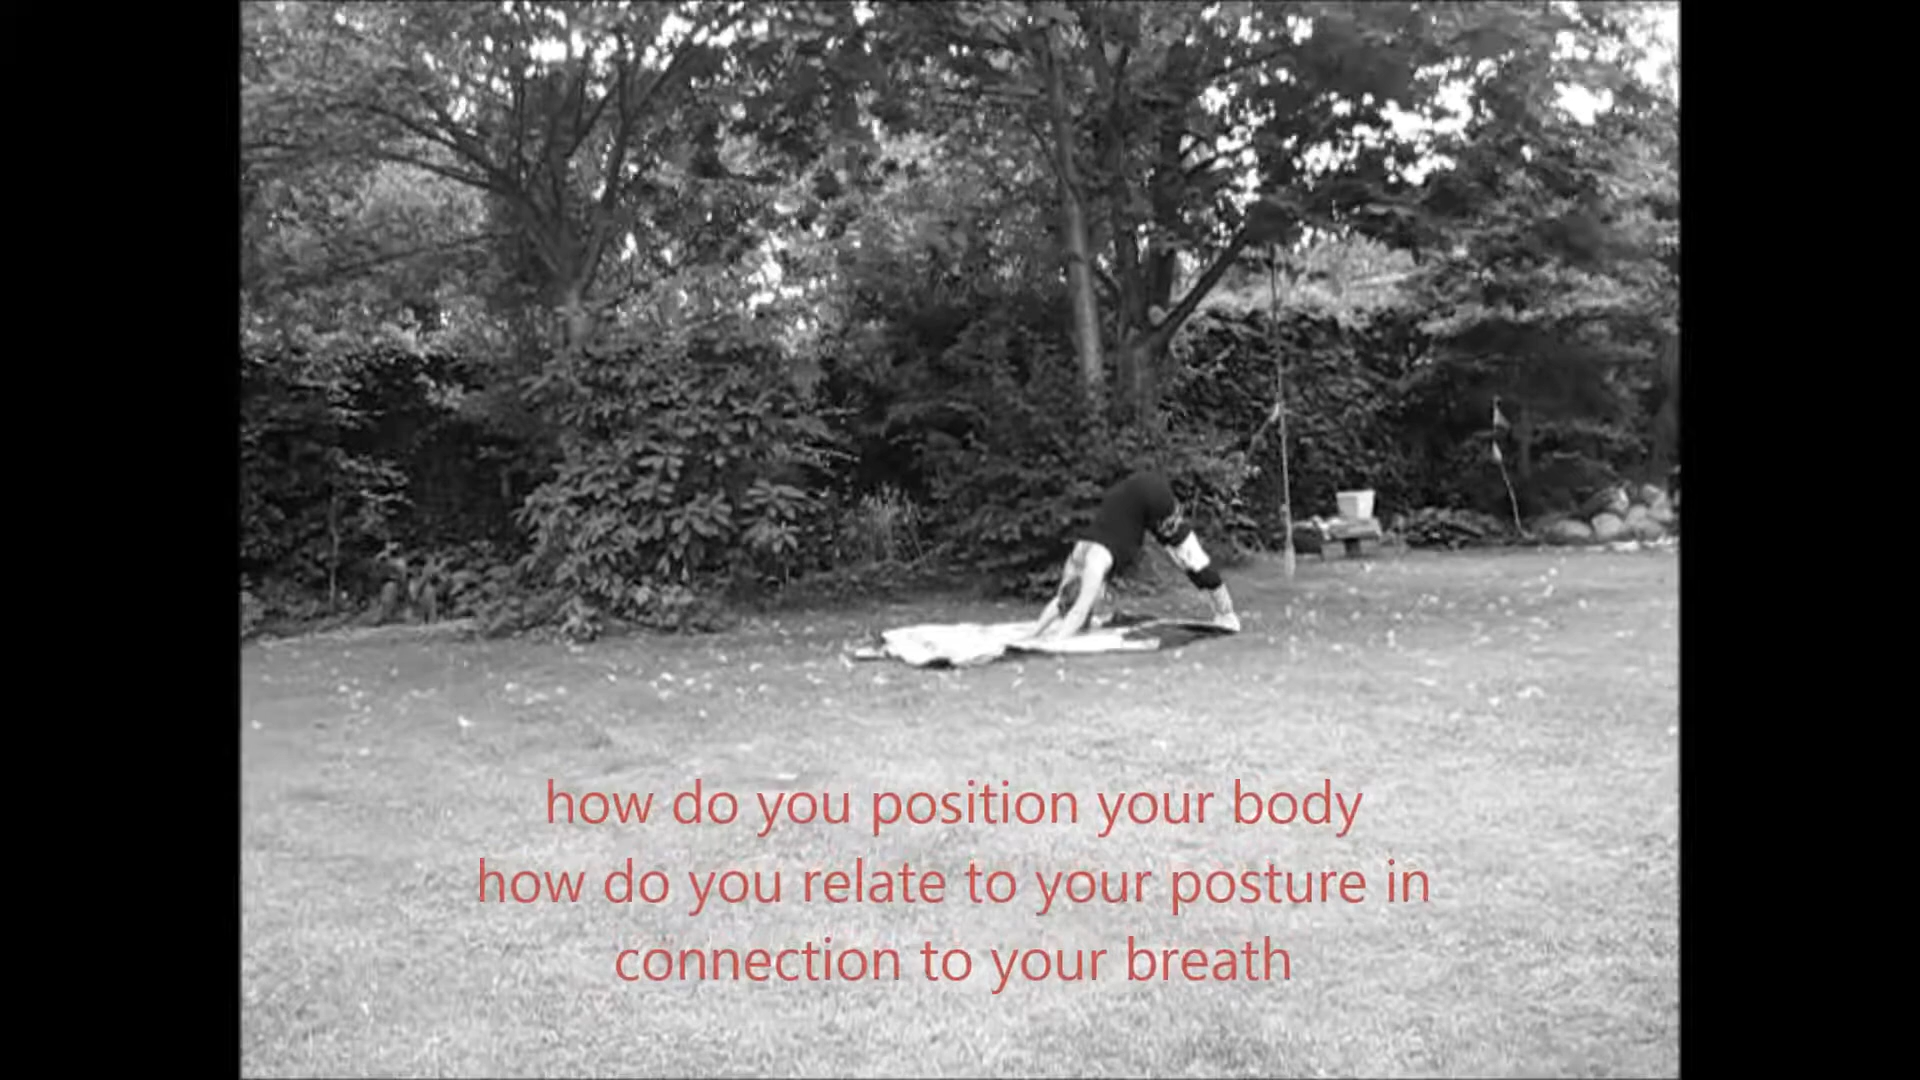 how do you position your body
how do you relate to your posture in
connection to your breath